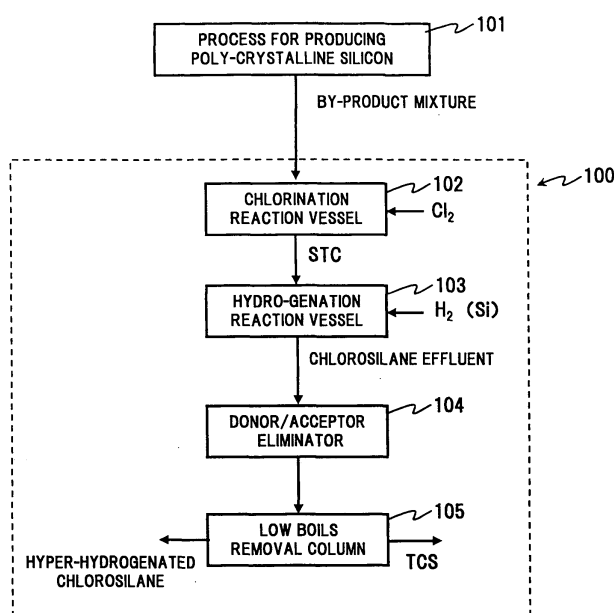 101
PROCESS FOR PRODUCING
POLY-CRYSTALLINE SILICON
BY-PRODUCT MIXTURE
100
102
CHLORINATION
REACTION VESSEL
Cl₂
STC
103
HYDRO-GENATION
REACTION VESSEL
H₂ (Si)
CHLOROSILANE EFFLUENT
104
DONOR/ACCEPTOR
ELIMINATOR
105
LOW BOILS
REMOVAL COLUMN
HYPER-HYDROGENATED
CHLOROSILANE
TCS